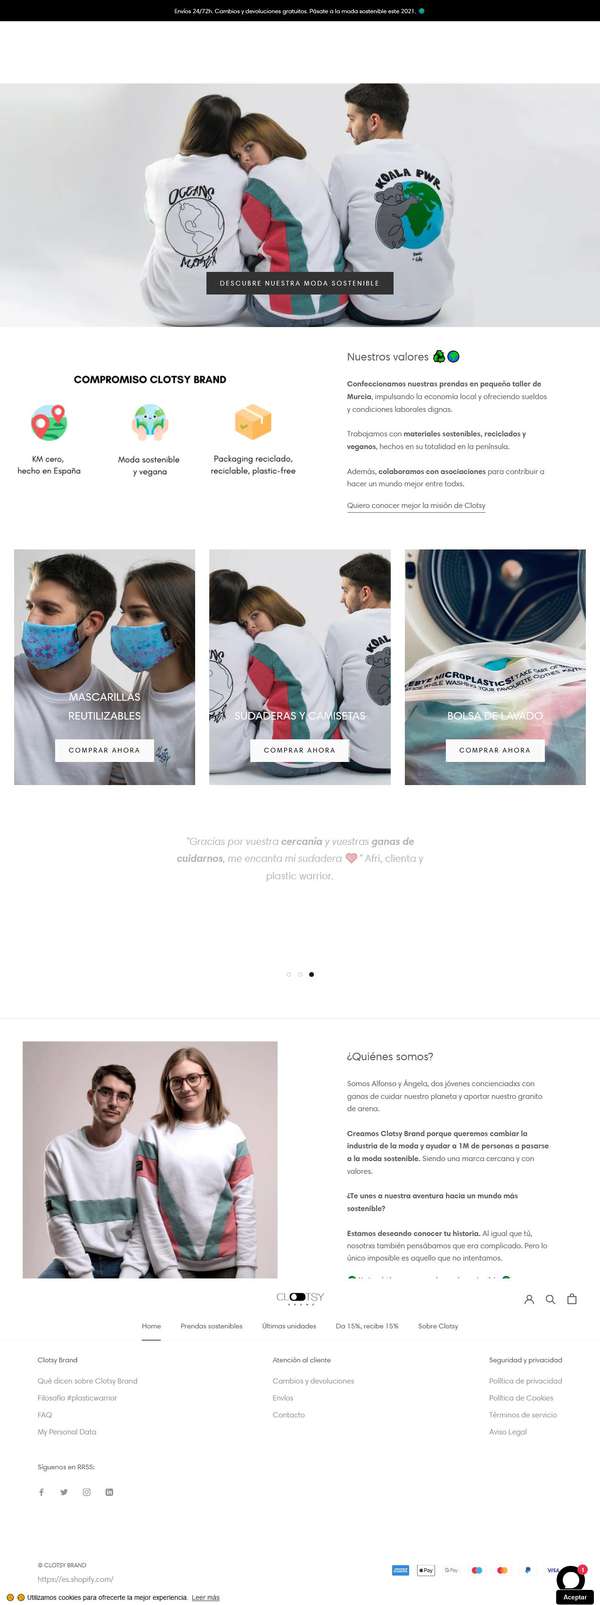 Envíos 24/72h. Cambios y devoluciones gratuitos. Pásate a la moda sostenible este 2021.
OCEANS
KOALA PWR
DESCUBRE NUESTRA MODA SOSTENIBLE
COMPROMISO CLOTSY BRAND
KM cero,
hecho en España
Moda sostenible
y vegana
Packaging reciclado,
reciclable, plastic-free
Nuestros valores
Confeccionamos nuestras prendas en pequeño taller de
Murcia, impulsando la economía local y ofreciendo sueldos
y condiciones laborales dignas.
Trabajamos con materiales sostenibles, reciclados y
veganos, hechos en su totalidad en la península.
Además, colaboramos con asociaciones para contribuir a
hacer un mundo mejor entre todxs.
Quiero conocer mejor la misión de Clotsy
MASCARILLAS
REUTILIZABLES
COMPRAR AHORA
KOALA
SUDADERAS Y CAMISETAS
COMPRAR AHORA
BYE MICROPLASTICS!
BOLSA DE LAVADO
COMPRAR AHORA
"Gracias por vuestra cercanía y vuestras ganas de
cuidarnos, me encanta mi sudadera " Afri, clienta y
plastic warrior.
¿Quiénes somos?
Somos Alfonso y Ángela, dos jóvenes concienciadxs con
ganas de cuidar nuestro planeta y aportar nuestro granito
de arena.
Creamos Clotsy Brand porque queremos cambiar la
industria de la moda y ayudar a 1M de personas a pasarse
a la moda sostenible. Siendo una marca cercana y con
valores.
¿Te unes a nuestra aventura hacia un mundo más
sostenible?
Estamos deseando conocer tu historia. Al igual que tú,
nosotrxs también pensábamos que era complicado. Pero lo
único imposible es aquello que no intentamos.
CLOTSY
BRAND
Home
Prendas sostenibles
Últimas unidades
Da 15%, recibe 15%
Sobre Clotsy
Clotsy Brand
Qué dicen sobre Clotsy Brand
Filosofía #plasticwarrior
FAQ
My Personal Data
Atención al cliente
Cambios y devoluciones
Envíos
Contacto
Seguridad y privacidad
Política de privacidad
Política de Cookies
Términos de servicio
Aviso Legal
Síguenos en RRSS:
© CLOTSY BRAND
https://es.shopify.com/
Pay
G Pay
VISA
1
Utilizamos cookies para ofrecerte la mejor experiencia. Leer más
Aceptar